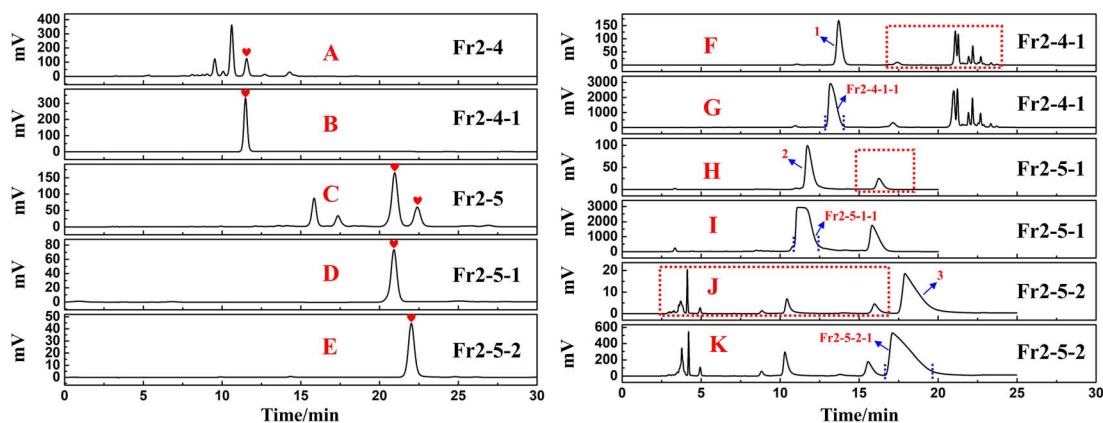 400
300
200
100
0
mV
A
Fr2-4
300
200
100
0
mV
B
Fr2-4-1
150
100
50
0
mV
C
Fr2-5
80
60
40
20
0
mV
D
Fr2-5-1
50
40
30
20
10
0
mV
E
Fr2-5-2
0 5 10 15 20 25 30
Time/min
150
100
50
0
mV
F
1
Fr2-4-1
3000
2000
1000
0
mV
G
Fr2-4-1-1
Fr2-4-1
100
50
0
mV
H
2
Fr2-5-1
3000
2000
1000
0
mV
I
Fr2-5-1-1
Fr2-5-1
20
10
0
mV
J
3
Fr2-5-2
600
300
0
mV
K
Fr2-5-2-1
Fr2-5-2
0 5 10 15 20 25 30
Time/min